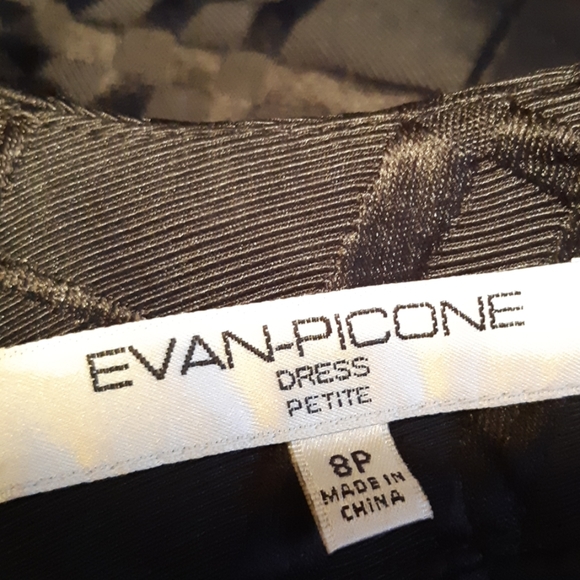 EVAN-PICONE
DRESS
PETITE
8P
MADE IN
CHINA